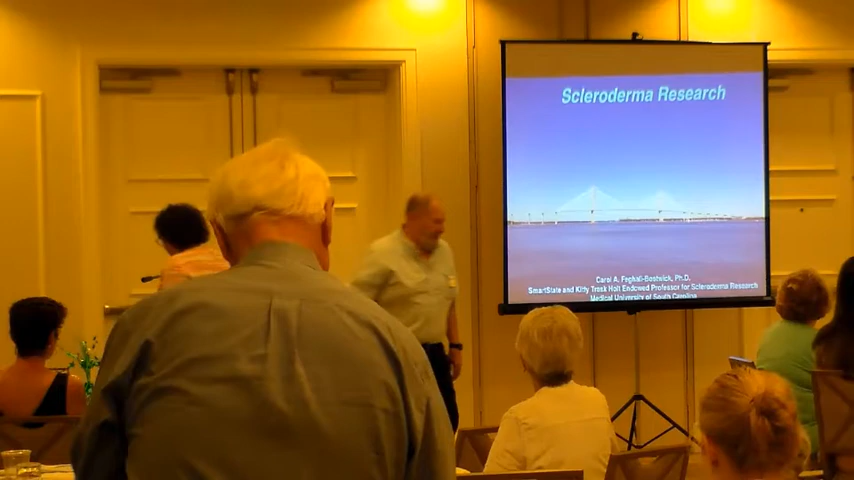 Scleroderma Research
Carol A. Feghali-Bostwick, Ph.D.
SmartState and Kitty Trask Holt Endowed Professor for Scleroderma Research
Medical University of South Carolina